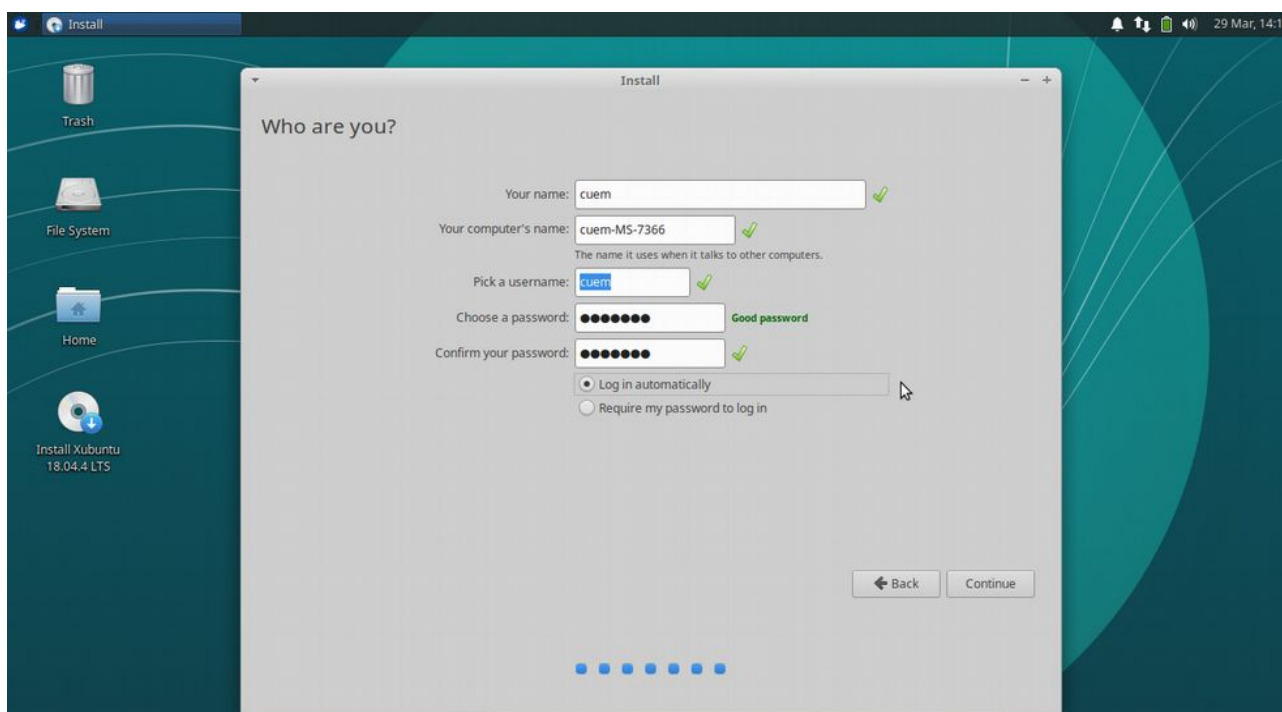 Install
29 Mar, 14:1
Trash
File System
Home
Install Xubuntu
18.04.4 LTS
Install
Who are you?
Your name: cuem
Your computer's name: cuem-MS-7366
The name it uses when it talks to other computers.
Pick a username: cuem
Choose a password: ●●●●●●● Good password
Confirm your password: ●●●●●●●
Log in automatically
Require my password to log in
Back Continue